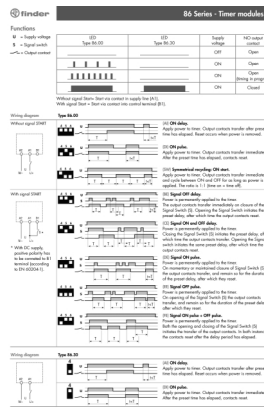 finder
86 Series - Timer modules
Functions
U = Supply voltage
S = Signal switch
= Output contact
LED
Type 86.00
LED
Type 86.30
Supply
voltage
NO output
contact
OFF
Open
ON
Open
ON
Open
(timing in prog
ON
Closed
Without signal Start= Start via contact in supply line (A1).
With signal Start = Start via contact into control terminal (B1).
Wiring diagram
Type 86.00
Without signal START
(AI) ON delay.
Apply power to timer. Output contacts transfer after preset
time has elapsed. Reset occurs when power is removed.
(DI) ON pulse.
Apply power to timer. Output contacts transfer immediate
After the preset time has elapsed, contacts reset.
(SW) Symmetrical recycling: ON start.
Apply power to timer. Output contacts transfer immediate
and cycle between ON and OFF for as long as power is
applied. The ratio is 1:1 (time on = time off).
With signal START
(BE) Signal OFF delay.
Power is permanently applied to the timer.
The output contacts transfer immediately on closure of the
Signal Switch (S). Opening the Signal Switch initiates the
preset delay, after which the output contacts reset.
(CE) Signal ON and OFF delay.
Power is permanently applied to the timer.
Closing the Signal Switch (S) initiates the preset delay, aft
which time the output contacts transfer. Opening the Signa
switch initiates the same preset delay, after which time the
output contacts reset.
* With DC supply,
positive polarity has
to be connected to B1
terminal (according
to EN 60204-1).
(DE) Signal ON pulse.
Power is permanently applied to the timer.
On momentary or maintained closure of Signal Switch (S)
the output contacts transfer, and remain so for the duratio
of the preset delay, after which they reset.
(EE) Signal OFF pulse.
Power is permanently applied to the timer.
On opening of the Signal Switch (S) the output contacts
transfer, and remain so for the duration of the preset dela
after which they reset.
Power is permanently applied to the timer.
Both the opening and closing of the Signal Switch (S)
initiates the transfer of the output contacts. In both instanc
the contacts reset after the delay period has elapsed.
Wiring diagram
Type 86.30
(AI) ON delay.
Apply power to timer. Output contacts transfer after preset
time has elapsed. Reset occurs when power is removed.
(DI) ON pulse.
Apply power to timer. Output contacts transfer immediate
After the preset time has elapsed, contacts reset.